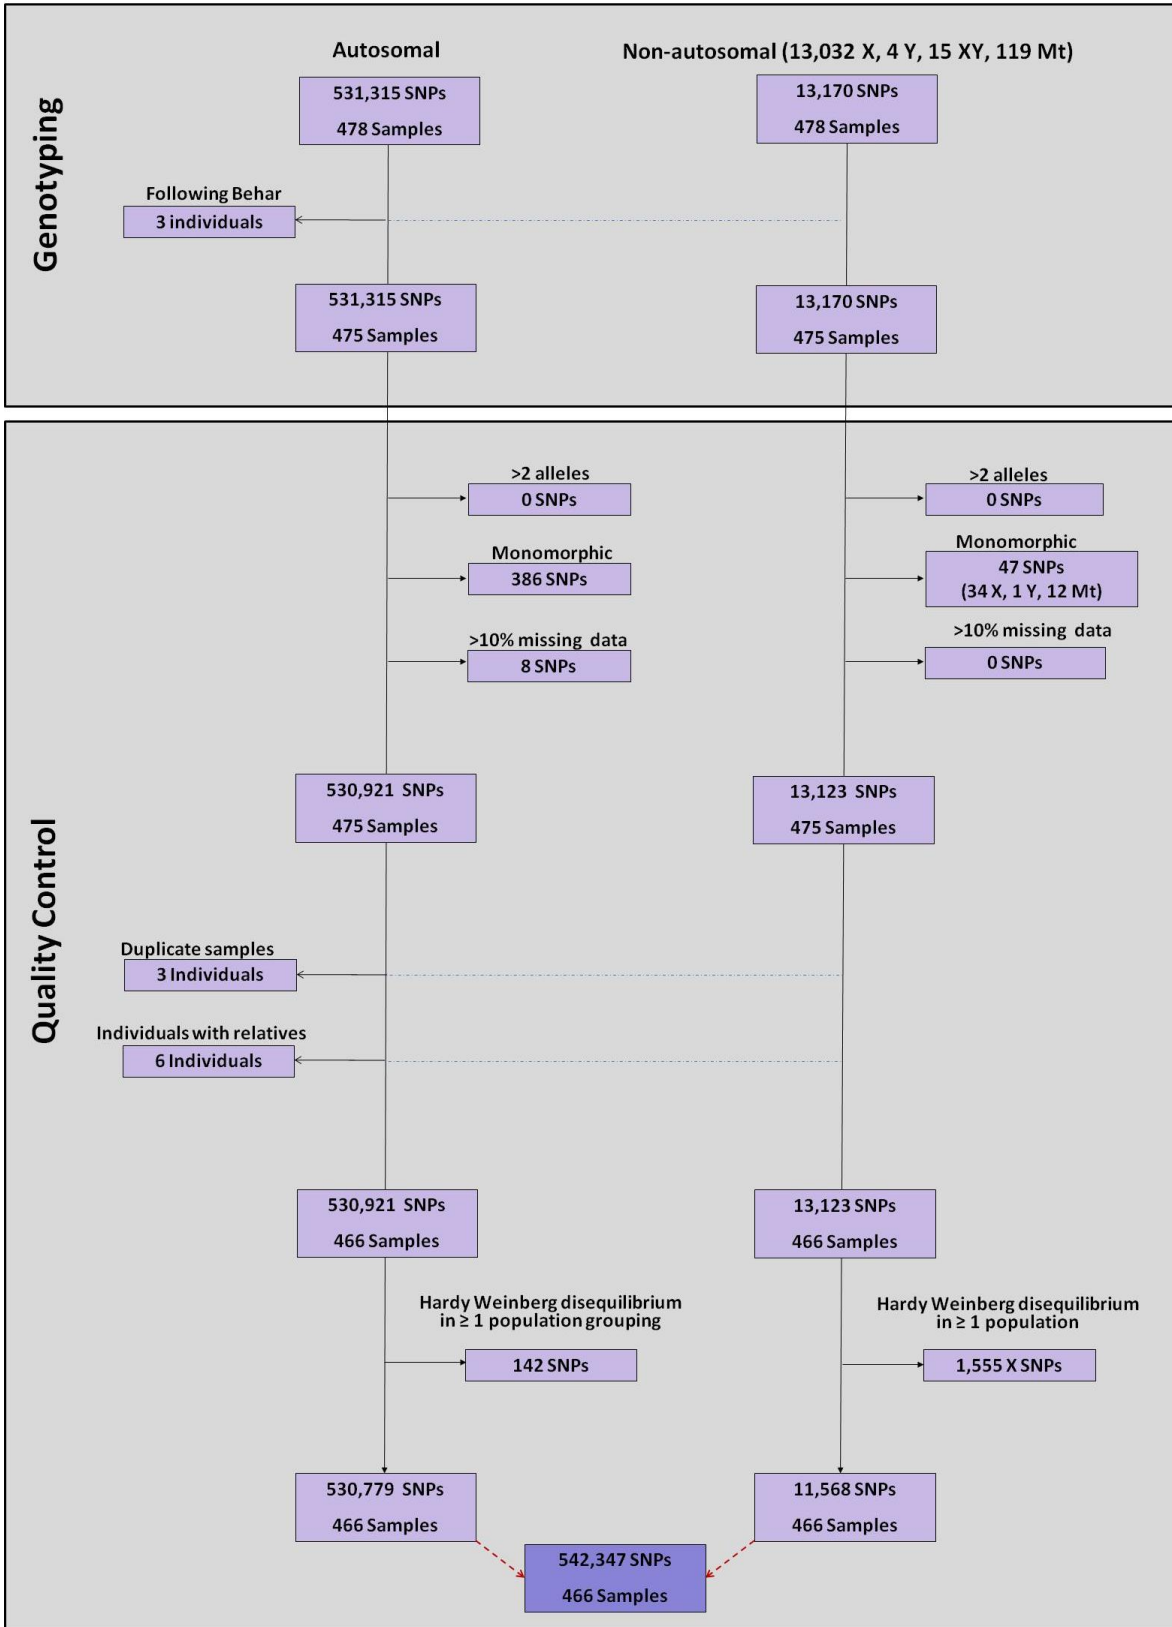 Genotyping
Autosomal
Non-autosomal (13,032 X, 4 Y, 15 XY, 119 Mt)
531,315 SNPs
478 Samples
13,170 SNPs
478 Samples
Following Behar
3 individuals
531,315 SNPs
475 Samples
13,170 SNPs
475 Samples
Quality Control
>2 alleles
0 SNPs
>2 alleles
0 SNPs
Monomorphic
386 SNPs
Monomorphic
47 SNPs
(34 X, 1 Y, 12 Mt)
>10% missing data
8 SNPs
>10% missing data
0 SNPs
530,921 SNPs
475 Samples
13,123 SNPs
475 Samples
Duplicate samples
3 Individuals
Individuals with relatives
6 Individuals
530,921 SNPs
466 Samples
13,123 SNPs
466 Samples
Hardy Weinberg disequilibrium
in ≥ 1 population grouping
142 SNPs
Hardy Weinberg disequilibrium
in ≥ 1 population
1,555 X SNPs
530,779 SNPs
466 Samples
11,568 SNPs
466 Samples
542,347 SNPs
466 Samples